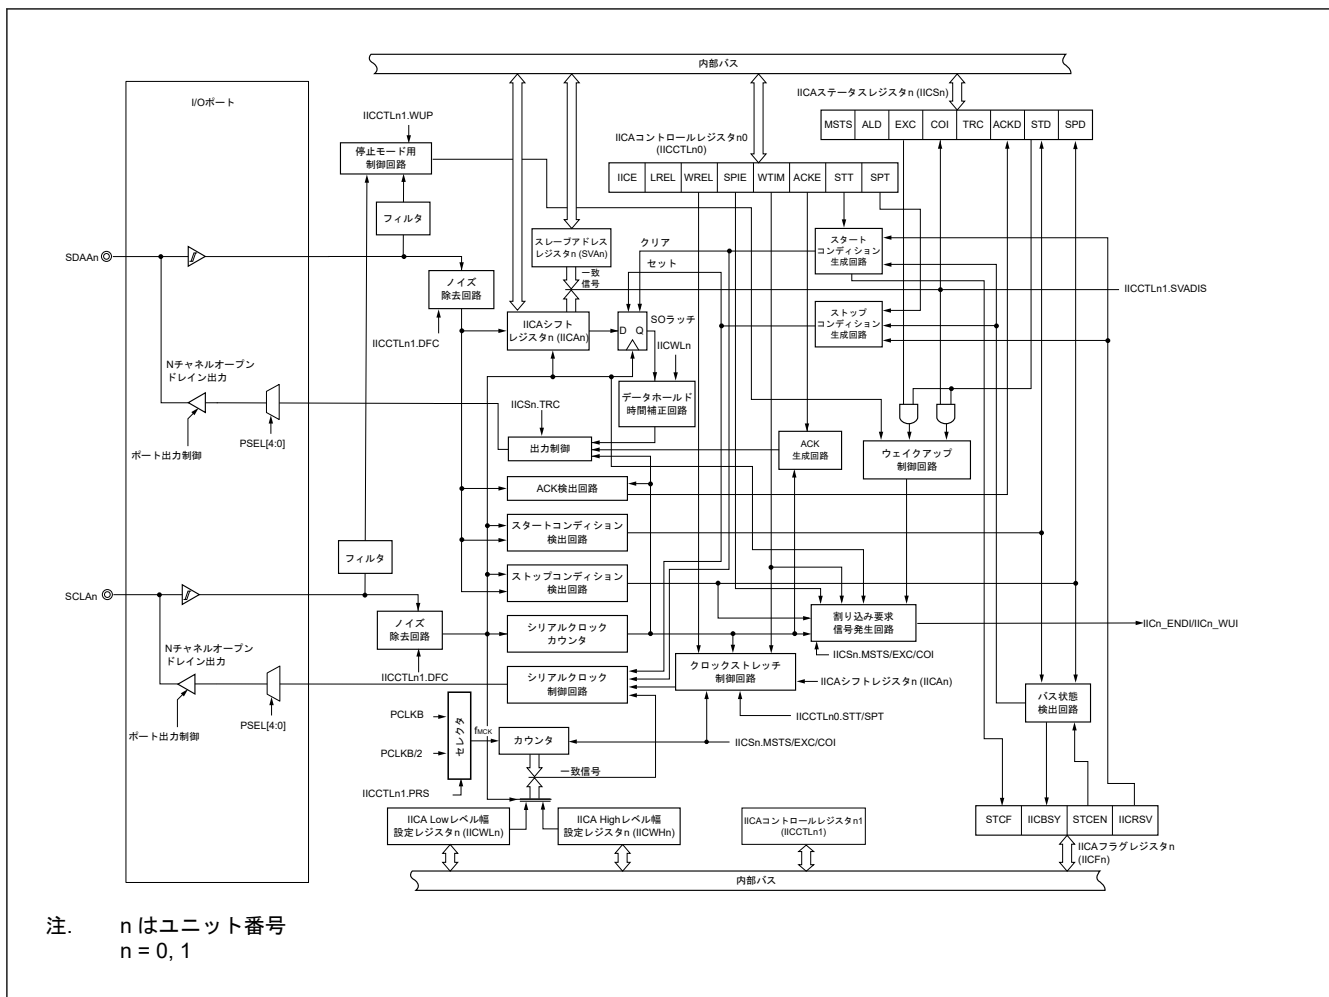 内部バス
I/Oポート
IICAステータスレジスタn (IICSn)
MSTS ALD EXC COI TRC ACKD STD SPD
IICCTLn1.WUP
停止モード用
制御回路
IICAコントロールレジスタn0
(IICCTLn0)
IICE LREL WREL SPIE WTIM ACKE STT SPT
フィルタ
SDAAn
スレーブアドレス
レジスタn (SVAn)
クリア
セット
スタート
コンディション
生成回路
ノイズ
除去回路
一致
信号
IICCTLn1.SVADIS
IICCTLn1.DFC
IICAシフト
レジスタn (IICAn)
D Q
SOラッチ
IICWLn
ストップ
コンディション
生成回路
Nチャネルオープン
ドレイン出力
データホールド
時間補正回路
IICSn.TRC
PSEL[4:0]
ポート出力制御
出力制御
ACK
生成回路
ウェイクアップ
制御回路
ACK検出回路
スタートコンディション
検出回路
フィルタ
ストップコンディション
検出回路
SCLAn
ノイズ
除去回路
シリアルクロック
カウンタ
割り込み要求
信号発生回路
IICn_ENDI/IICn_WUI
Nチャネルオープン
ドレイン出力
IICSn.MSTS/EXC/COI
IICCTLn1.DFC
シリアルクロック
制御回路
クロックストレッチ
制御回路
IICAシフトレジスタn (IICAn)
バス状態
検出回路
PSEL[4:0]
ポート出力制御
PCLKB
PCLKB/2
セレクタ
fMCK
カウンタ
IICCTLn0.STT/SPT
IICSn.MSTS/EXC/COI
一致信号
IICCTLn1.PRS
IICA Lowレベル幅
設定レジスタn (IICWLn)
IICA Highレベル幅
設定レジスタn (IICWHn)
IICAコントロールレジスタn1
(IICCTLn1)
STCF IICBSY STCEN IICRSV
IICAフラグレジスタn
(IICFn)
内部バス
注. n はユニット番号
n = 0, 1